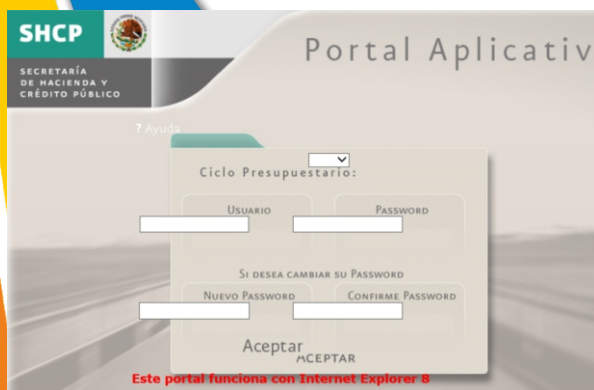 SHCP
SECRETARÍA
DE HACIENDA Y
CRÉDITO PÚBLICO
Portal Aplicativ
? Ayuda
Ciclo Presupuestario:
USUARIO PASSWORD
SI DESEA CAMBIAR SU PASSWORD
NUEVO PASSWORD CONFIRME PASSWORD
Aceptar
ACEPTAR
Este portal funciona con Internet Explorer 8